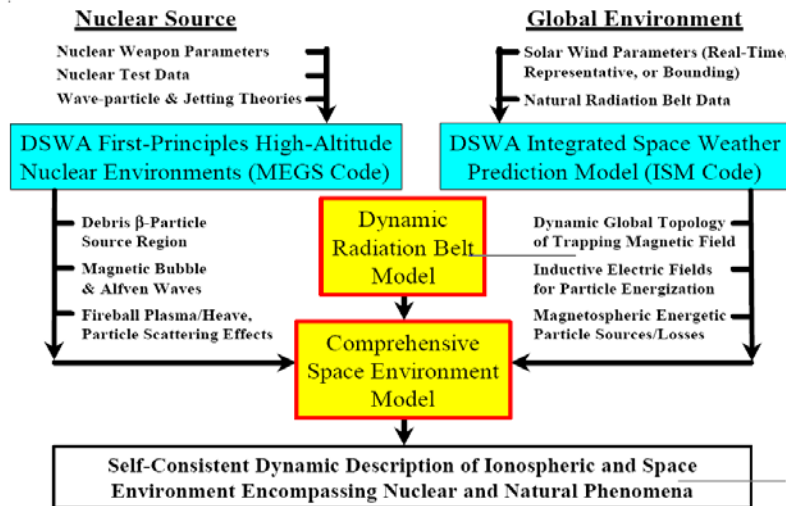 Nuclear Source
Nuclear Weapon Parameters
Nuclear Test Data
Wave-particle & Jetting Theories
DSWA First-Principles High-Altitude
Nuclear Environments (MEGS Code)
Debris β-Particle
Source Region
Magnetic Bubble
& Alfven Waves
Fireball Plasma/Heave,
Particle Scattering Effects
Global Environment
Solar Wind Parameters (Real-Time,
Representative, or Bounding)
Natural Radiation Belt Data
DSWA Integrated Space Weather
Prediction Model (ISM Code)
Dynamic Global Topology
of Trapping Magnetic Field
Inductive Electric Fields
for Particle Energization
Magnetospheric Energetic
Particle Sources/Losses
Dynamic
Radiation Belt
Model
Comprehensive
Space Environment
Model
Self-Consistent Dynamic Description of Ionospheric and Space
Environment Encompassing Nuclear and Natural Phenomena